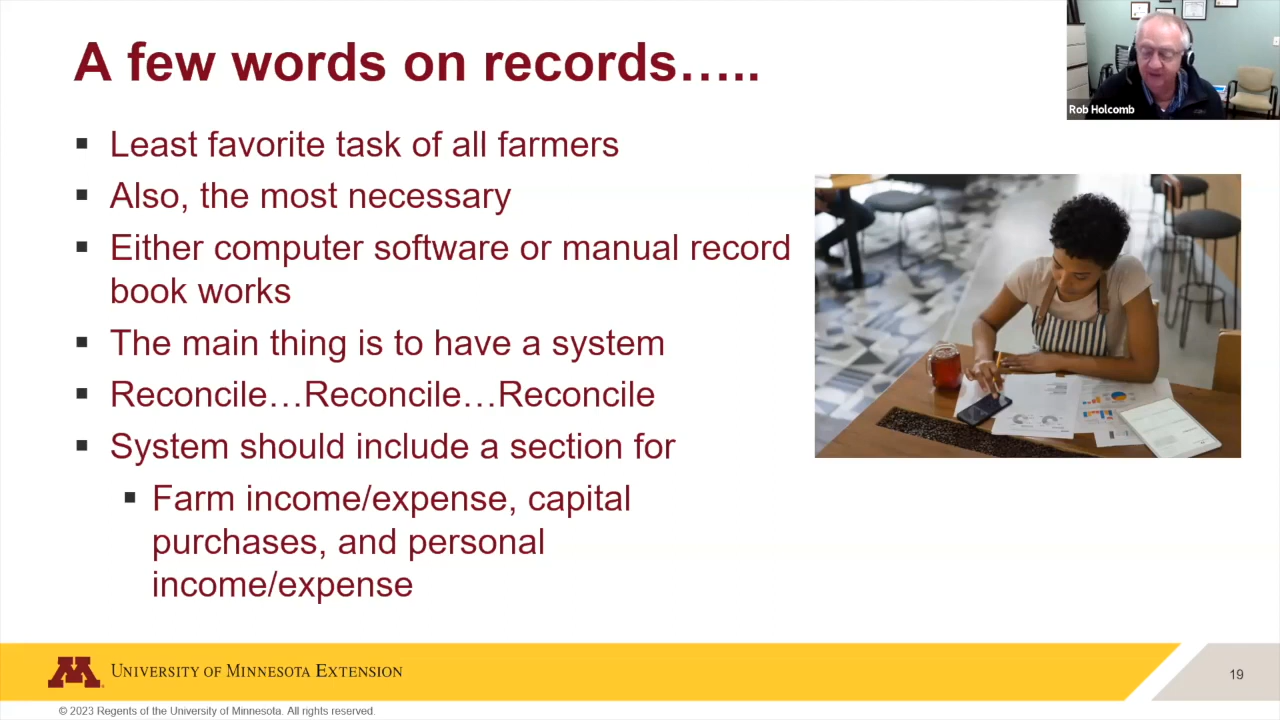 A few words on records…..
Rob Holcomb
▪ Least favorite task of all farmers
▪ Also, the most necessary
▪ Either computer software or manual record
book works
▪ The main thing is to have a system
▪ Reconcile…Reconcile…Reconcile
▪ System should include a section for
▪ Farm income/expense, capital
purchases, and personal
income/expense
M
UNIVERSITY OF MINNESOTA EXTENSION
19
© 2023 Regents of the University of Minnesota. All rights reserved.